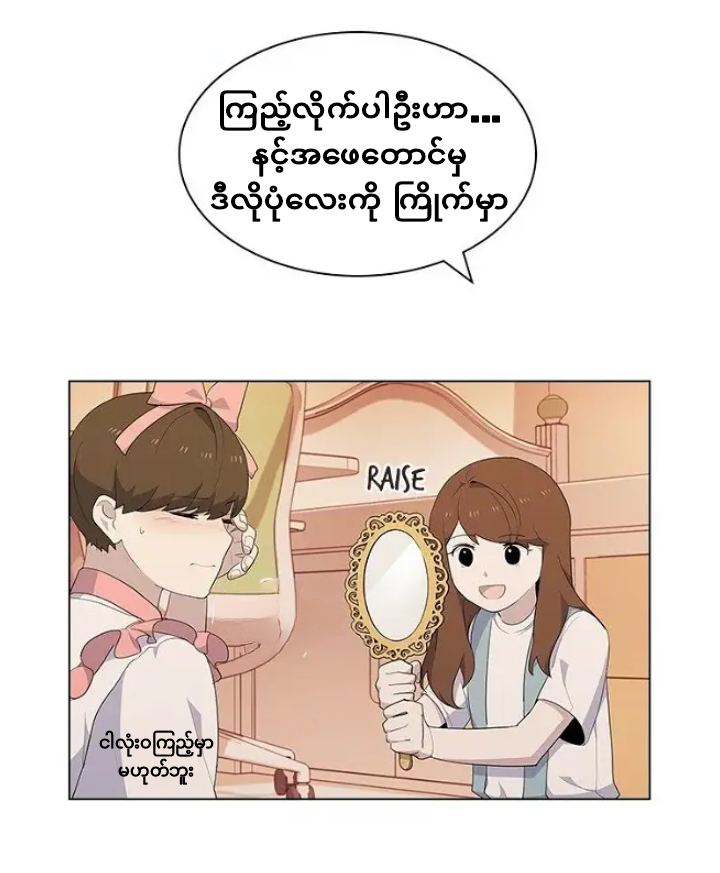 ကြည့်လိုက်ပါဦးဟာ...
နင့်အဖေတောင်မှ
ဒီလိုပုံလေးကို ကြိုက်မှာ
RAISE
ငါလုံးဝကြည့်မှာ
မဟုတ်ဘူး